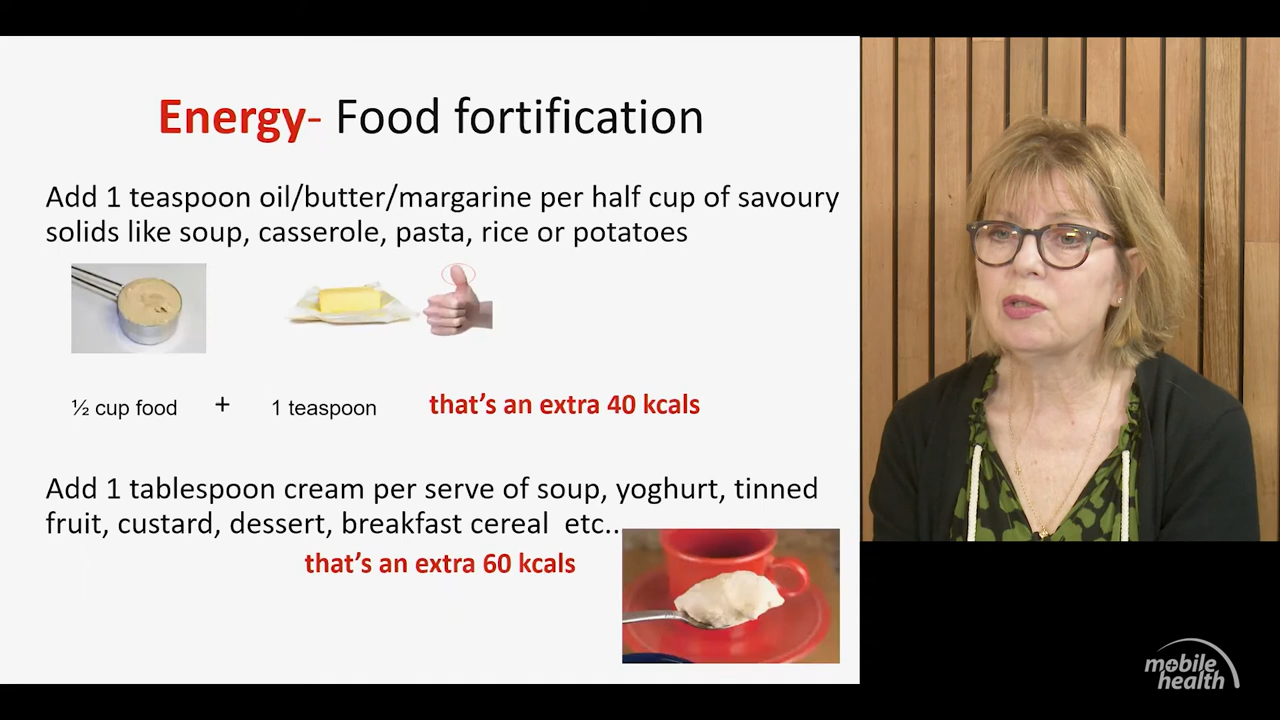 Energy- Food fortification
Add 1 teaspoon oil/butter/margarine per half cup of savoury
solids like soup, casserole, pasta, rice or potatoes
½ cup food + 1 teaspoon that's an extra 40 kcals
Add 1 tablespoon cream per serve of soup, yoghurt, tinned
fruit, custard, dessert, breakfast cereal etc..
that's an extra 60 kcals
mobile
health